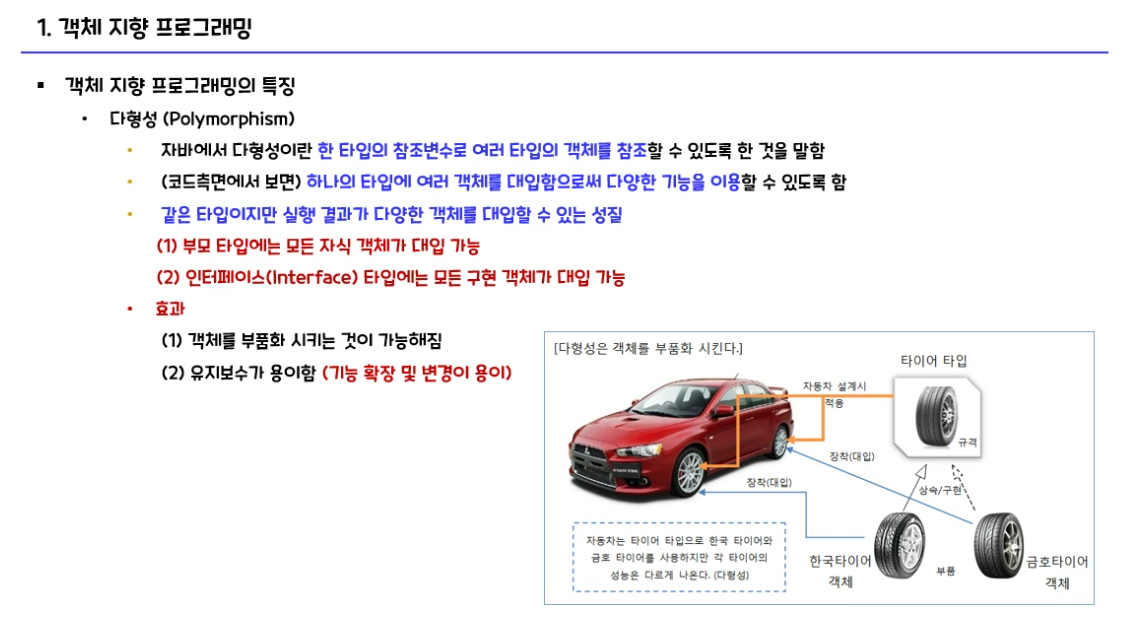 1. 객체 지향 프로그래밍
▪ 객체 지향 프로그래밍의 특징
• 다형성 (Polymorphism)
• 자바에서 다형성이란 한 타입의 참조변수로 여러 타입의 객체를 참조할 수 있도록 한 것을 말함
• (코드측면에서 보면) 하나의 타입에 여러 객체를 대입함으로써 다양한 기능을 이용할 수 있도록 함
• 같은 타입이지만 실행 결과가 다양한 객체를 대입할 수 있는 성질
(1) 부모 타입에는 모든 자식 객체가 대입 가능
(2) 인터페이스(Interface) 타입에는 모든 구현 객체가 대입 가능
• 효과
(1) 객체를 부품화 시키는 것이 가능해짐
(2) 유지보수가 용이함 (기능 확장 및 변경이 용이)
[다형성은 객체를 부품화 시킨다.]
타이어 타입
자동차 설계시
적용
규격
장착(대입)
장착(대입)
상속/구현
자동차는 타이어 타입으로 한국 타이어와
금호 타이어를 사용하지만 각 타이어의
성능은 다르게 나온다. (다형성)
한국타이어
객체
부품
금호타이어
객체